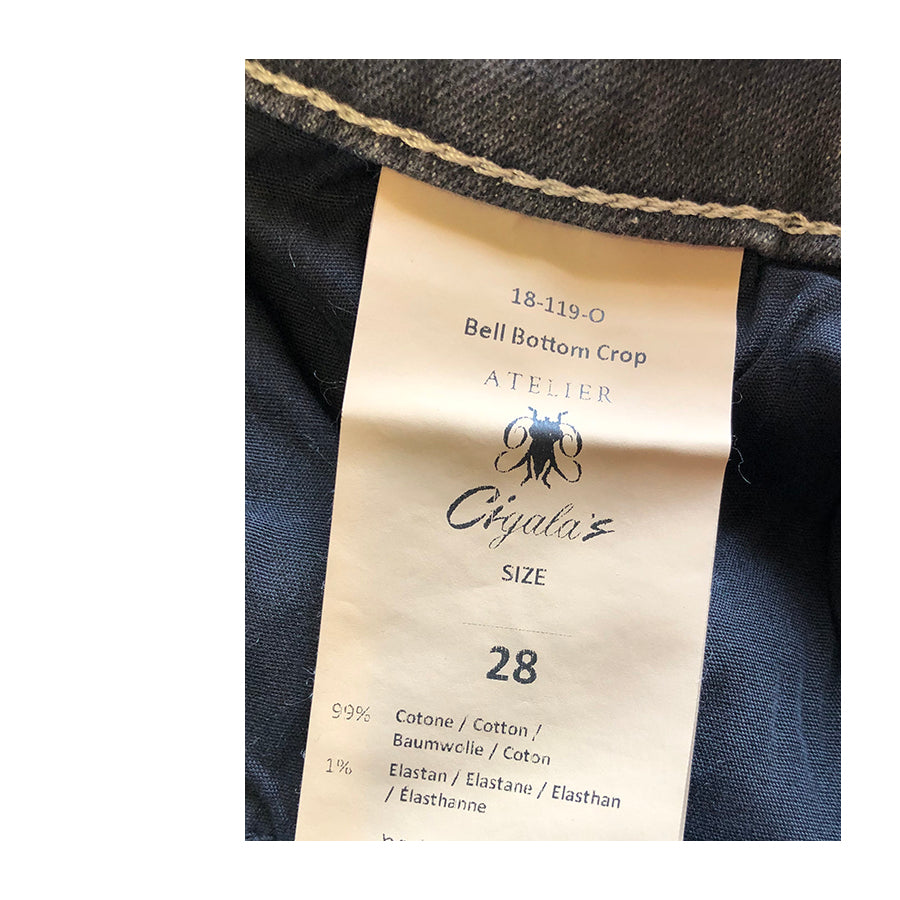 18-119-O
Bell Bottom Crop
ATELIER
Cigala's
SIZE
28
99% Cotone / Cotton /
Baumwolle / Coton
1% Elastan / Elastane / Elasthan
/ Élasthanne